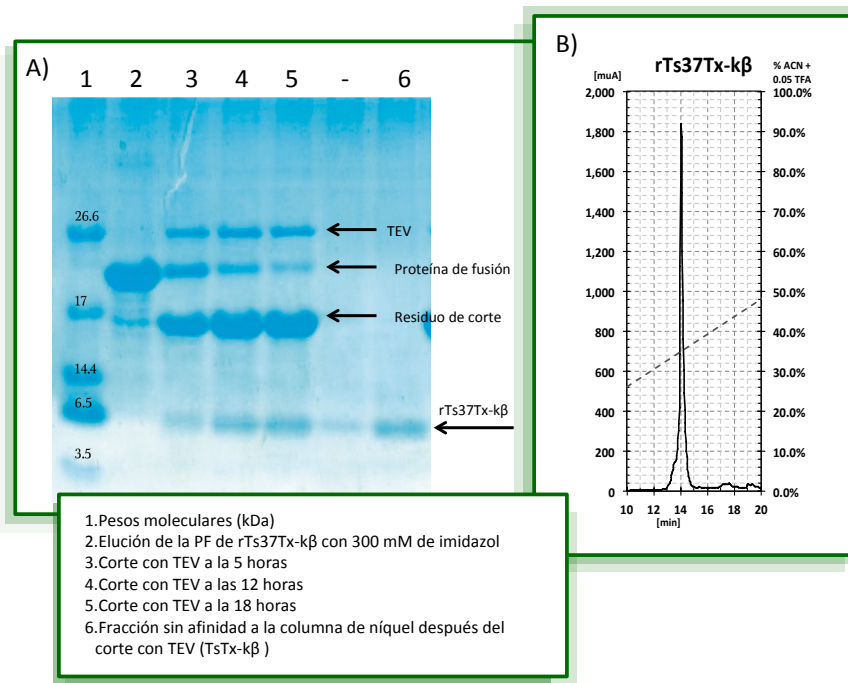 A)
1 2 3 4 5 - 6
26.6
17
14.4
6.5
3.5
TEV
Proteína de fusión
Residuo de corte
rTs37Tx-kβ
1.Pesos moleculares (kDa)
2.Elución de la PF de rTs37Tx-kβ con 300 mM de imidazol
3.Corte con TEV a la 5 horas
4.Corte con TEV a las 12 horas
5.Corte con TEV a la 18 horas
6.Fracción sin afinidad a la columna de níquel después del
corte con TEV (TsTx-kβ )
B)
rTs37Tx-kβ
[muA]
% ACN +
0.05 TFA
2,000
1,800
1,600
1,400
1,200
1,000
800
600
400
200
0
100.0%
90.0%
80.0%
70.0%
60.0%
50.0%
40.0%
30.0%
20.0%
10.0%
0.0%
10 12 14 16 18 20
[min]